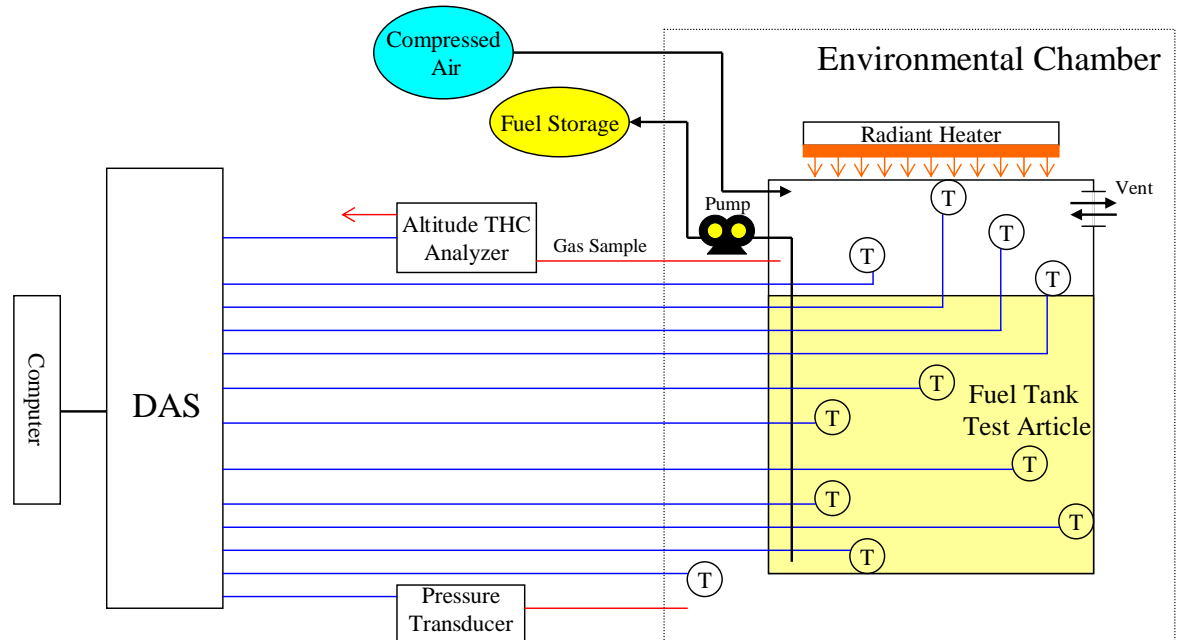 Compressed
Air
Environmental Chamber
Fuel Storage
Radiant Heater
Vent
Pump
T
Altitude THC
Analyzer
Gas Sample
T
T
T
Computer
DAS
T
Fuel Tank
Test Article
T
T
T
T
T
T
Pressure
Transducer